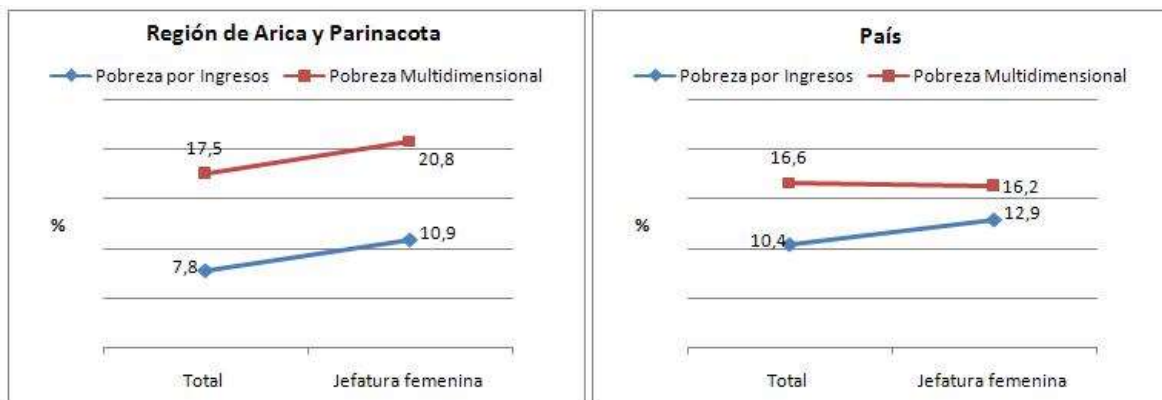 Región de Arica y Parinacota
Pobreza por Ingresos Pobreza Multidimensional
17,5
20,8
%
10,9
7,8
Total Jefatura femenina
País
Pobreza por Ingresos Pobreza Multidimensional
16,6
16,2
%
12,9
10,4
Total Jefatura femenina